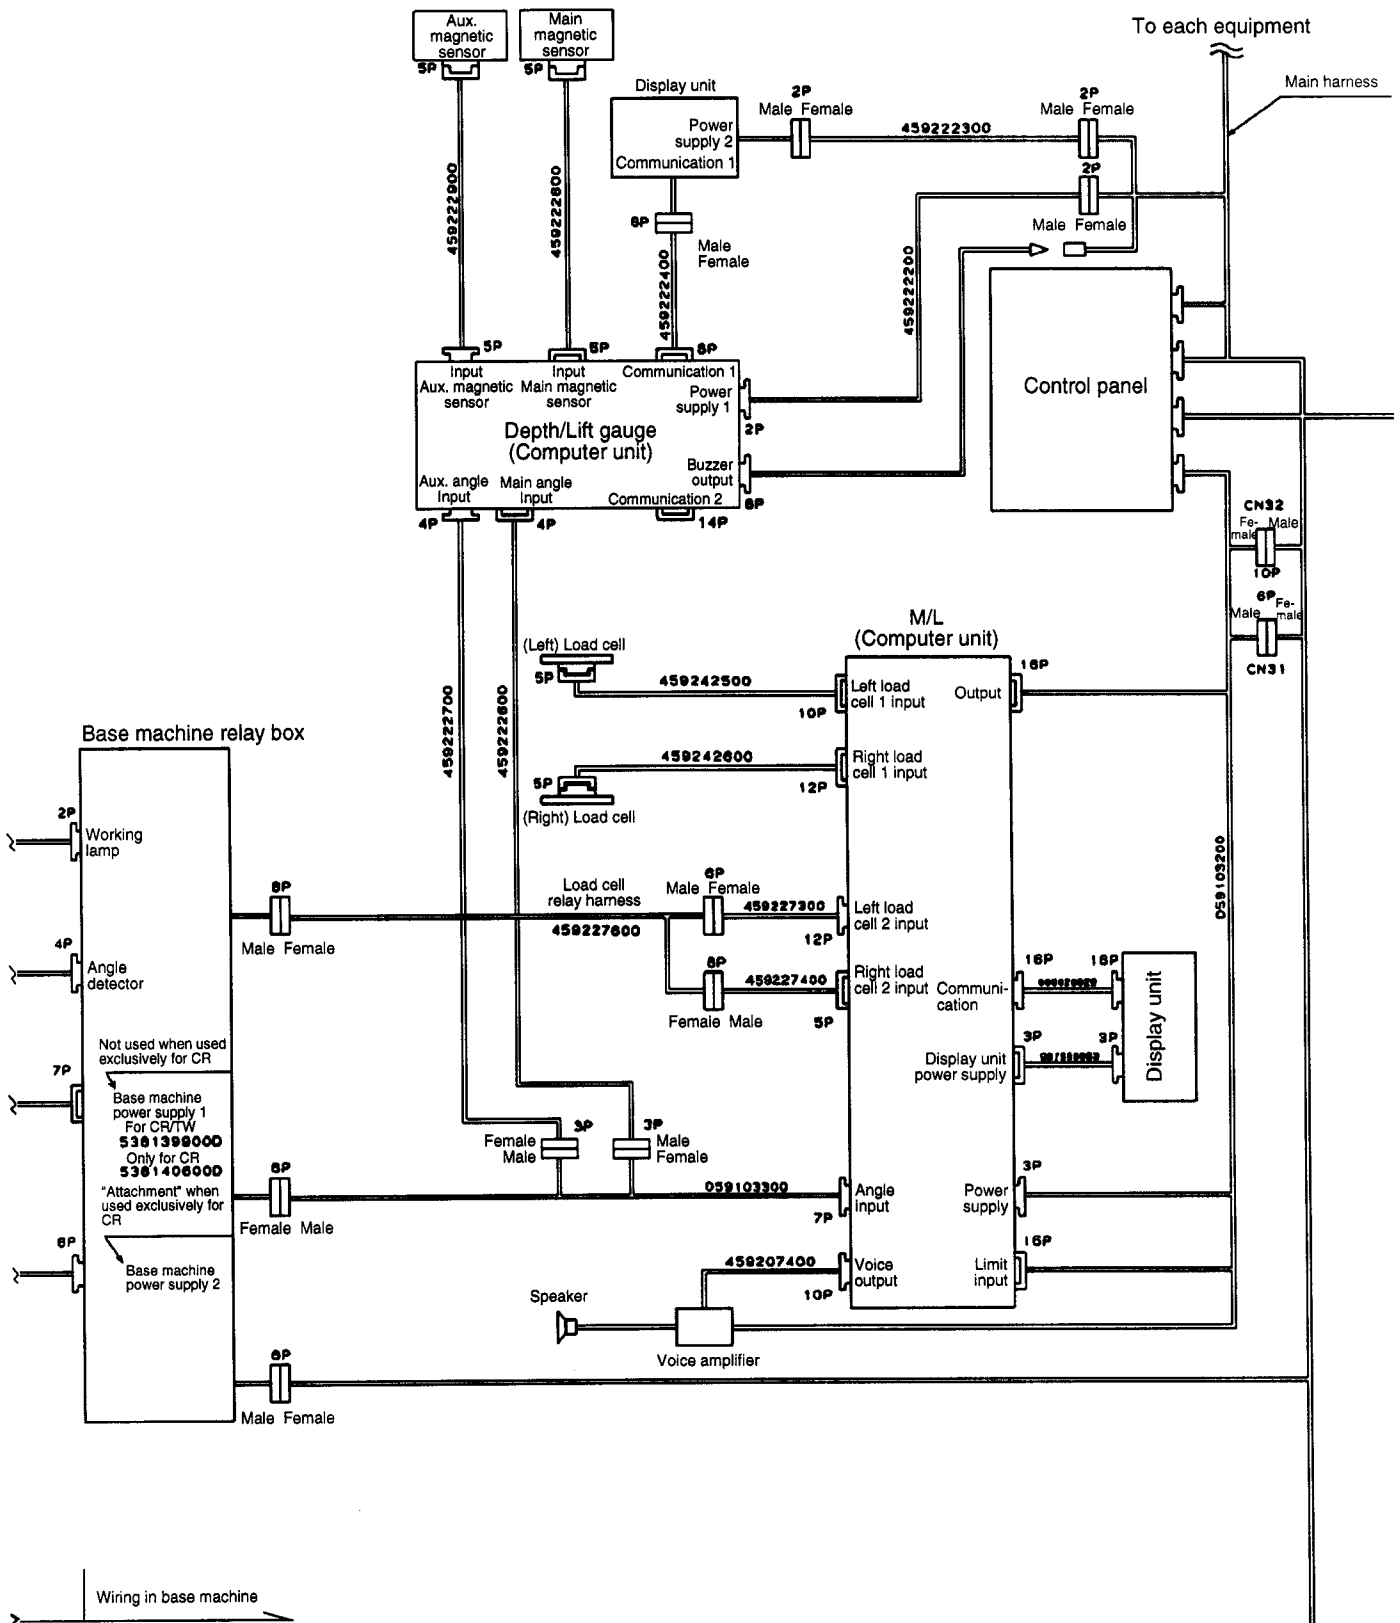 Aux.
magnetic
sensor
Main
magnetic
sensor
To each equipment
5P
5P
Main harness
Display unit
2P
Male Female
2P
Male Female
Power
supply 2
Communication 1
459222300
2P
Male Female
459222900
459222800
8P
Male
Female
459222400
459222200
5P
5P
8P
Input
Aux. magnetic
sensor
Input
Main magnetic
sensor
Communication 1
Power
supply 1
2P
Depth/Lift gauge
(Computer unit)
Buzzer
output
8P
Aux. angle
Input
Main angle
Input
Communication 2
4P
4P
14P
Control panel
CN32
Fe-
male
Male
10P
6P
Male
Fe-
male
CN31
M/L
(Computer unit)
(Left) Load cell
5P
459242500
10P
Left load
cell 1 input
Output
16P
459222700
459222600
Base machine relay box
459242600
5P
12P
Right load
cell 1 input
(Right) Load cell
2P
Working
lamp
8P
Male Female
Load cell
relay harness
459227600
6P
Male Female
459227300
12P
Left load
cell 2 input
059103200
4P
Angle
detector
8P
Female Male
459227400
5P
Right load
cell 2 input
Communi-
cation
16P
16P
Display unit
Not used when used
exclusively for CR
7P
Base machine
power supply 1
For CR/TW
538139900D
Only for CR
538140600D
"Attachment" when
used exclusively for
CR
Display unit
power supply
3P
3P
Female
Male
3P
3P
Male
Female
6P
Female Male
059103300
7P
Angle
input
Power
supply
3P
8P
Base machine
power supply 2
459207400
10P
Voice
output
Limit
input
16P
Speaker
Voice amplifier
6P
Male Female
Wiring in base machine